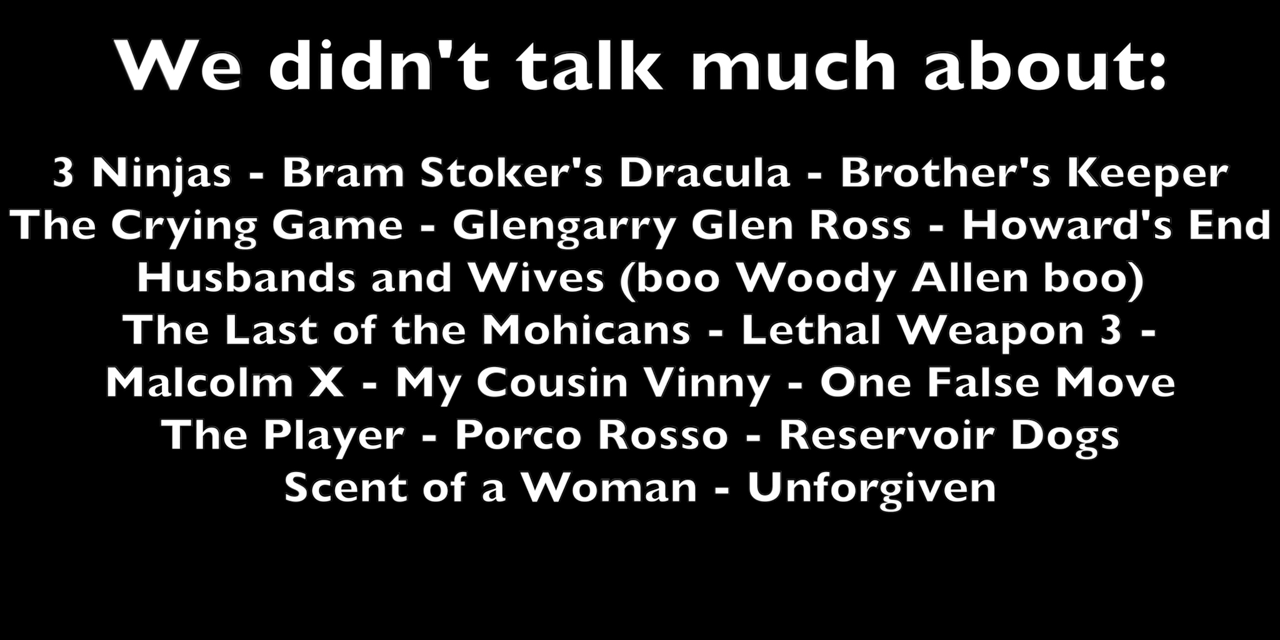 We didn't talk much about:
3 Ninjas - Bram Stoker's Dracula - Brother's Keeper
The Crying Game - Glengarry Glen Ross - Howard's End
Husbands and Wives (boo Woody Allen boo)
The Last of the Mohicans - Lethal Weapon 3 -
Malcolm X - My Cousin Vinny - One False Move
The Player - Porco Rosso - Reservoir Dogs
Scent of a Woman - Unforgiven